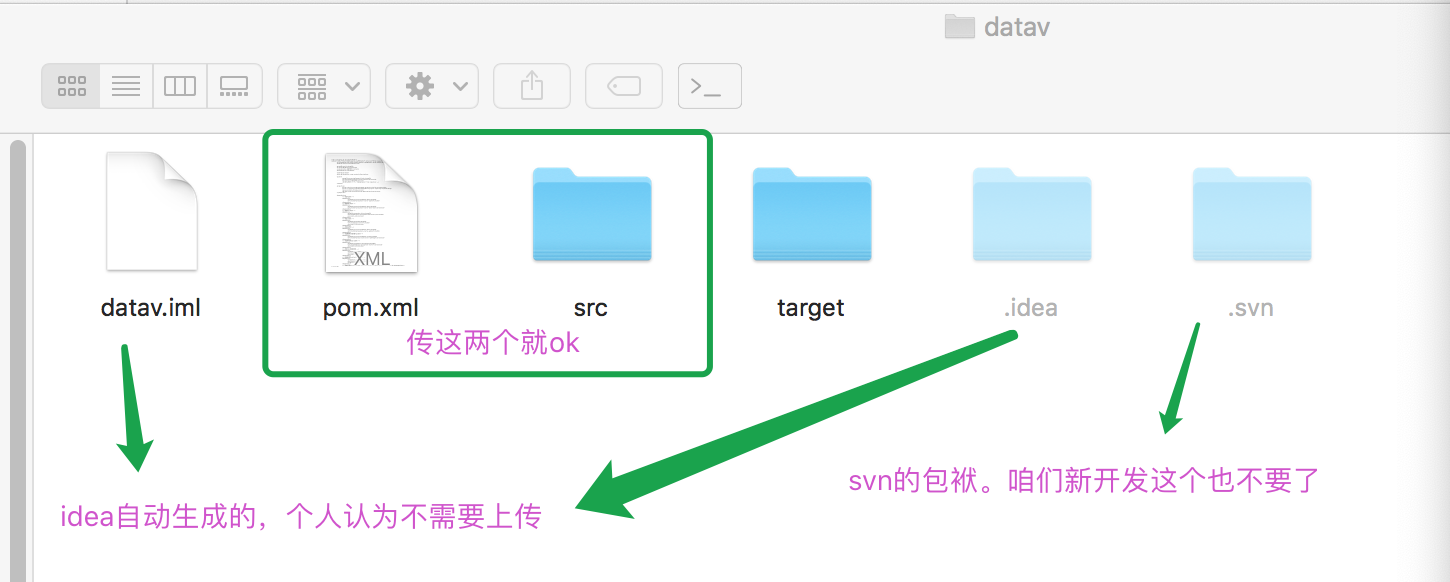 datav
XML
datav.iml
pom.xml
src
target
.idea
.svn
传这两个就ok
svn的包袱。咱们新开发这个也不要了
idea自动生成的，个人认为不需要上传